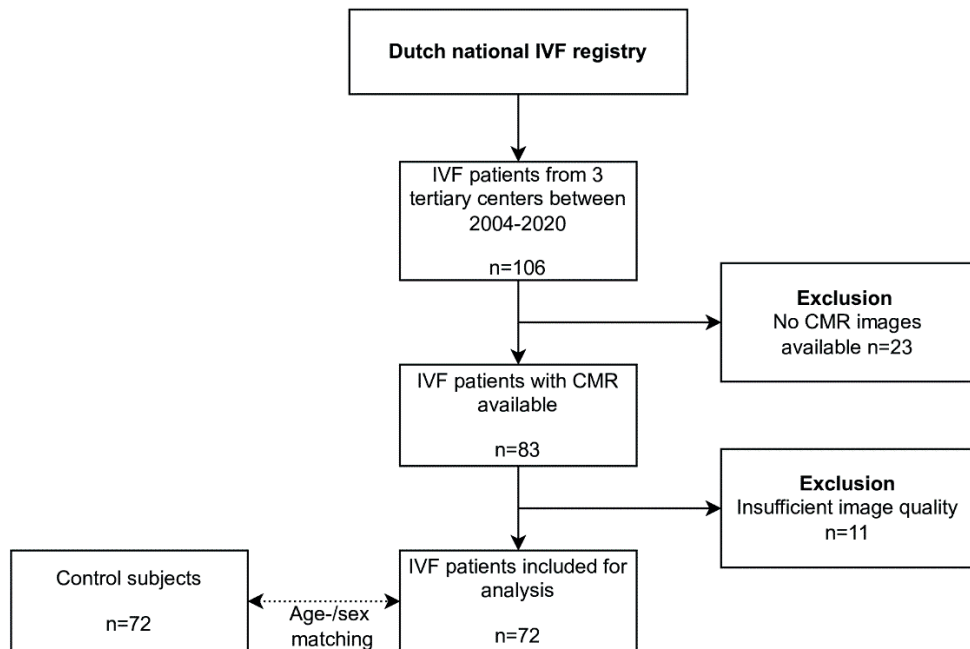 Dutch national IVF registry
IVF patients from 3
tertiary centers between
2004-2020
n=106
Exclusion
No CMR images
available n=23
IVF patients with CMR
available
n=83
Exclusion
Insufficient image quality
n=11
Control subjects
n=72
Age-/sex
matching
IVF patients included for
analysis
n=72